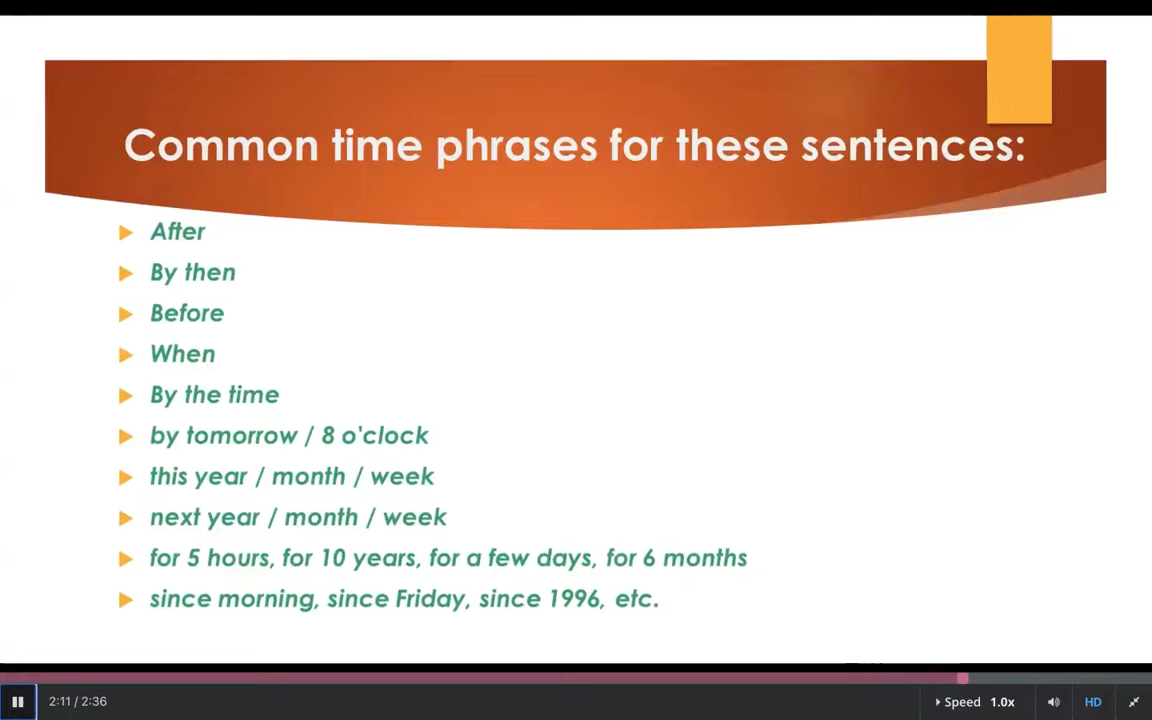 Common time phrases for these sentences:
After
By then
Before
When
By the time
by tomorrow / 8 o'clock
this year / month / week
next year / month / week
for 5 hours, for 10 years, for a few days, for 6 months
since morning, since Friday, since 1996, etc.
2:11 / 2:36 Speed 1.0x HD